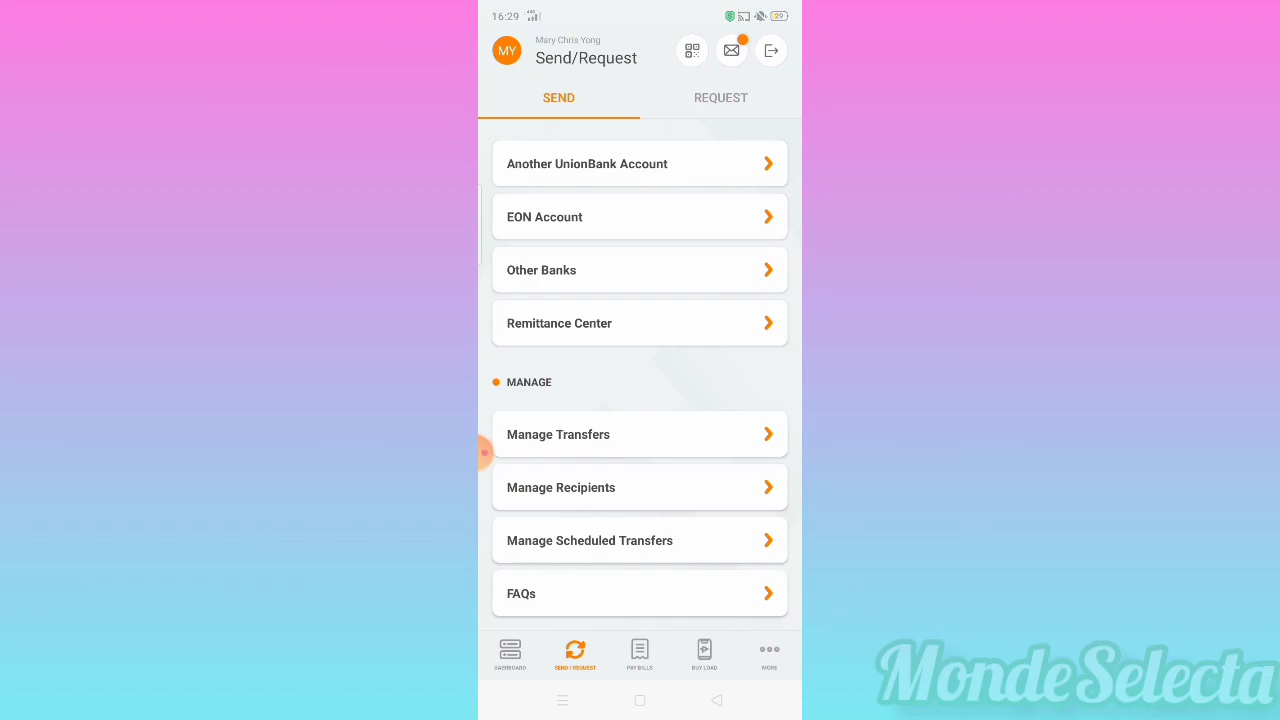 16:29
29
MY
Mary Chris Yong
Send/Request
SEND
REQUEST
Another UnionBank Account
EON Account
Other Banks
Remittance Center
MANAGE
Manage Transfers
Manage Recipients
Manage Scheduled Transfers
FAQs
DASHBOARD
SEND / REQUEST
PAY BILLS
BUY LOAD
MORE
MondeSelecta